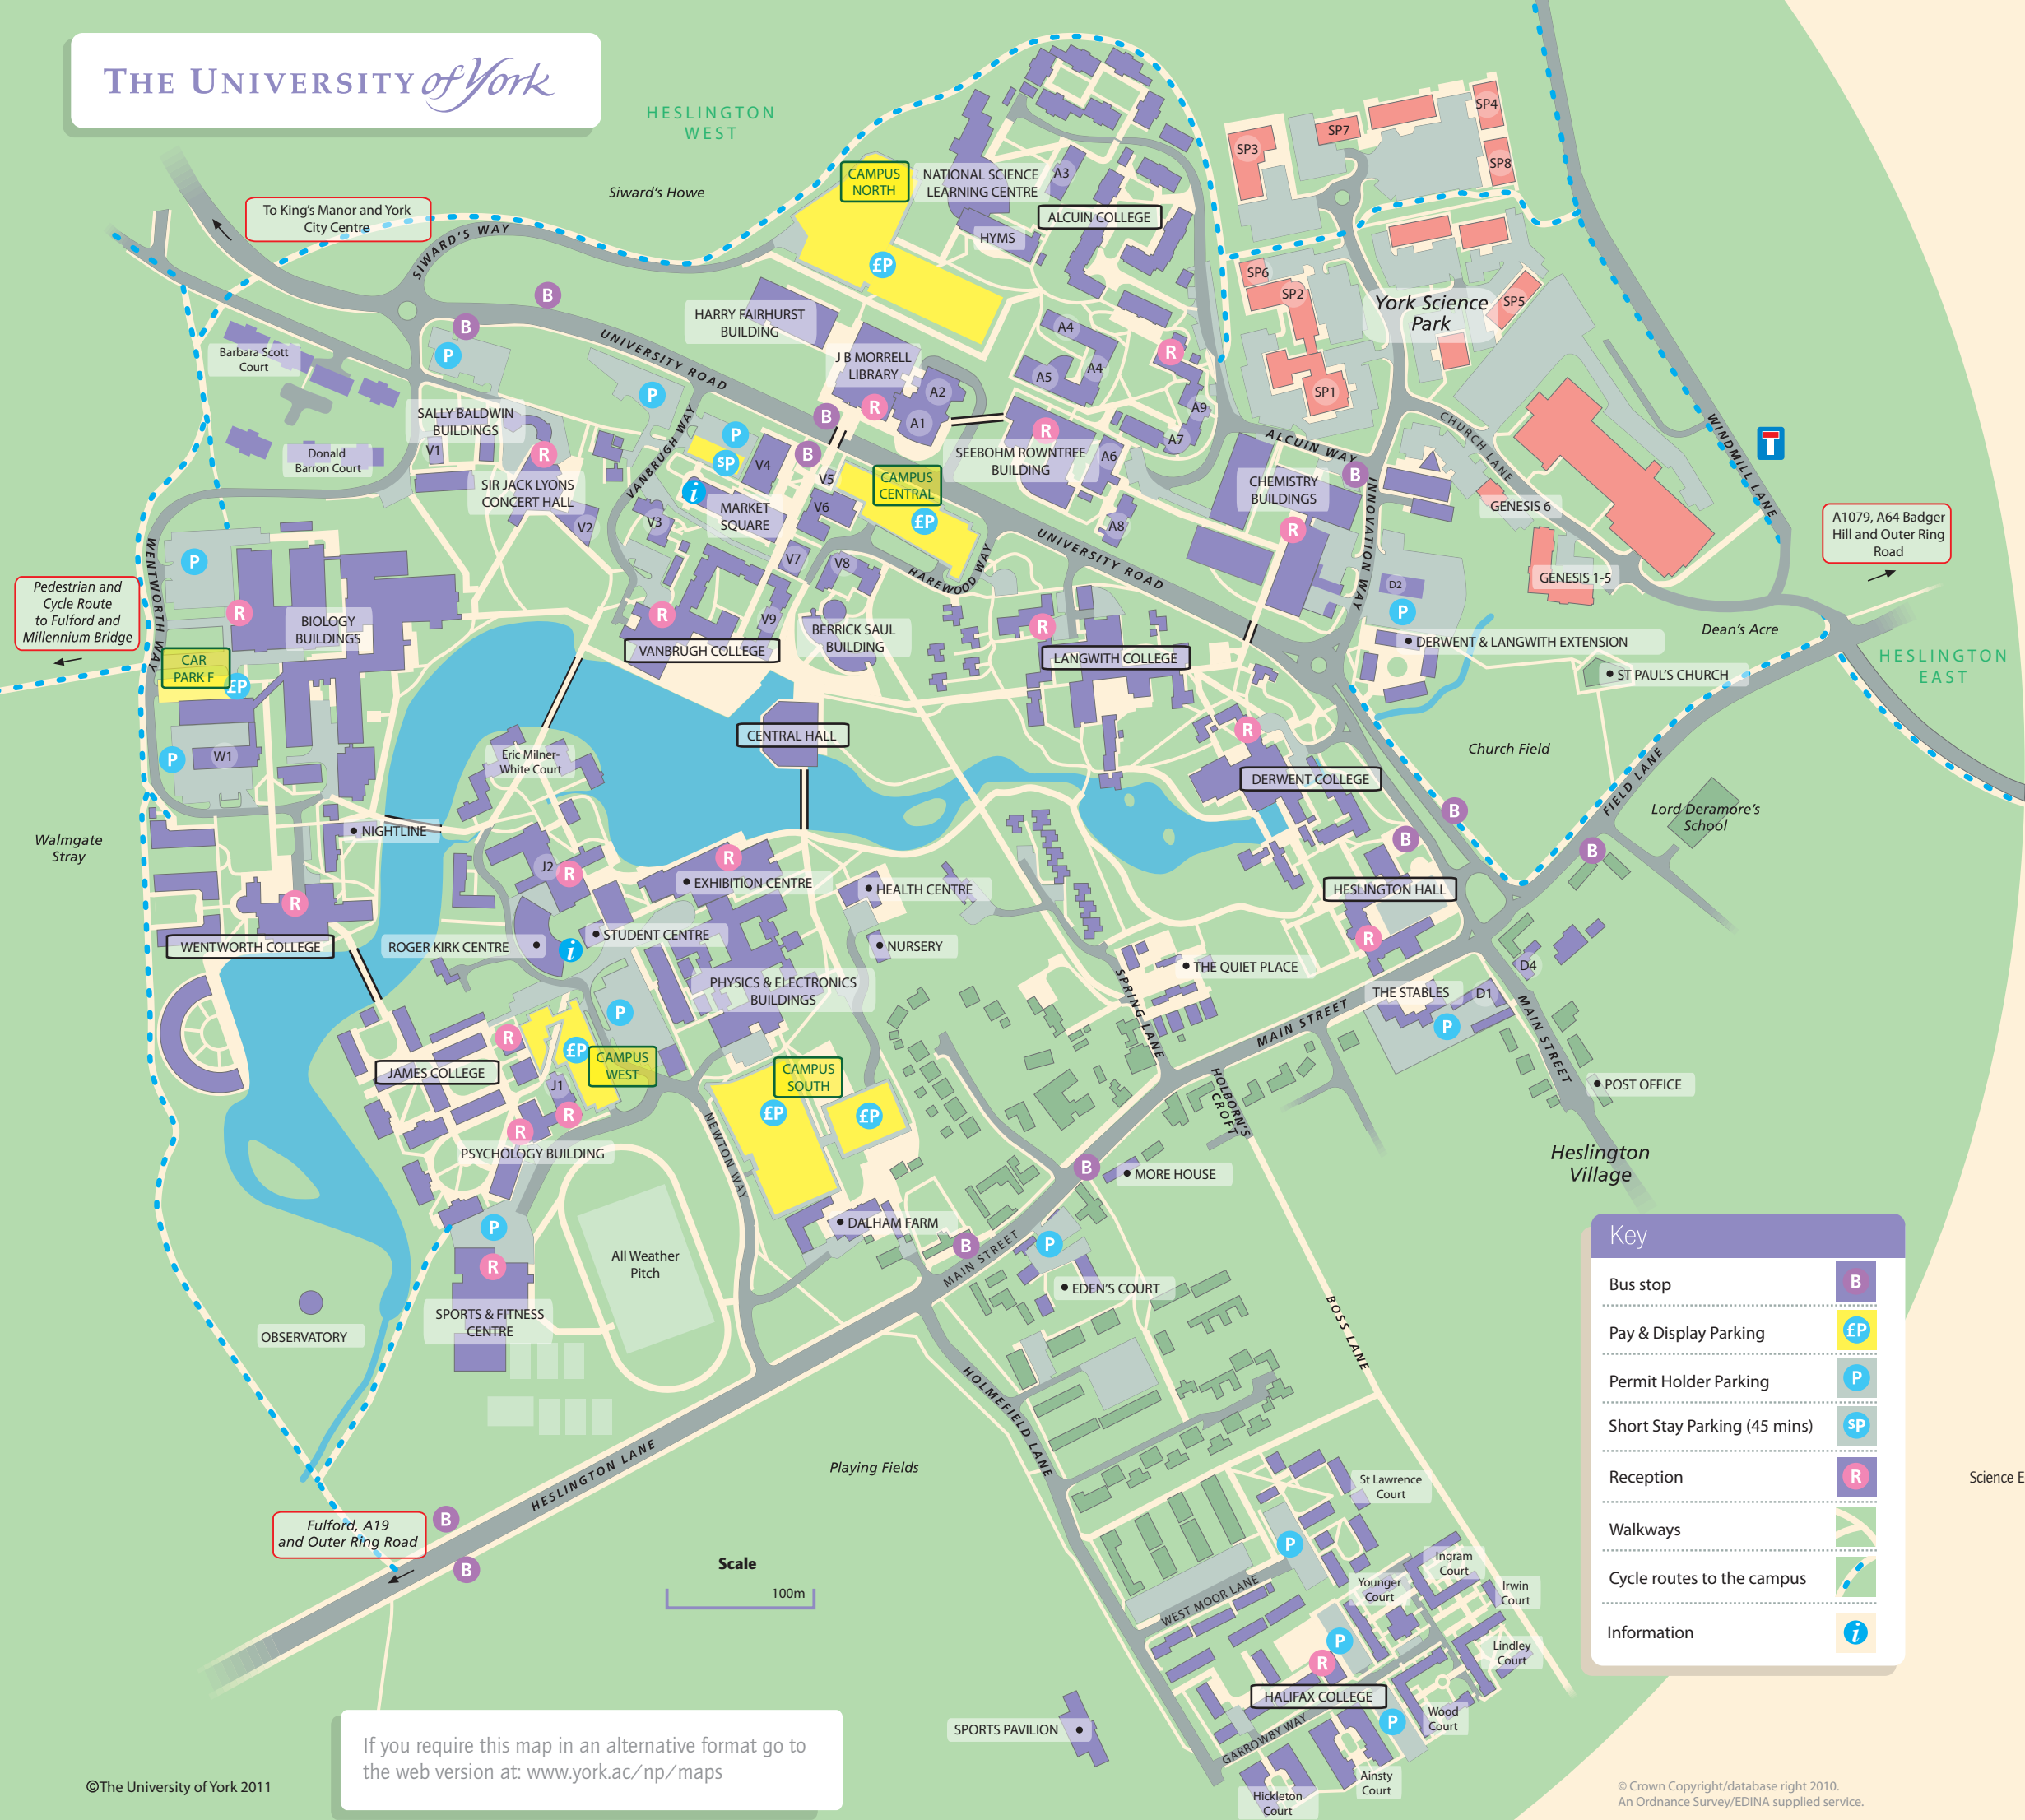 THE UNIVERSITY of York
HESLINGTON
WEST
Siward's Howe
To King's Manor and York
City Centre
SIWARD'S WAY
CAMPUS
NORTH
£P
NATIONAL SCIENCE
LEARNING CENTRE
A3
ALCUIN COLLEGE
HYMS
SP3
SP7
SP4
SP8
SP6
SP2
SP5
SP1
York Science
Park
B
B
P
Barbara Scott
Court
UNIVERSITY ROAD
HARRY FAIRHURST
BUILDING
J B MORRELL
LIBRARY
A4
A4
A5
A2
A1
R
R
A9
A7
A6
A8
R
SEEBOHM ROWNTREE
BUILDING
SALLY BALDWIN
BUILDINGS
V1
R
Donald
Barron Court
SIR JACK LYONS
CONCERT HALL
V2
VANBRUGH WAY
P
P
SP
V4
B
B
V5
i
MARKET
SQUARE
V3
V6
V7
V8
V9
CAMPUS
CENTRAL
£P
HAREWOOD WAY
UNIVERSITY ROAD
ALCUIN WAY
B
CHEMISTRY
BUILDINGS
R
INNOVATION WAY
CHURCH LANE
GENESIS 6
GENESIS 1-5
WINDMILL LANE
T
A1079, A64 Badger
Hill and Outer Ring
Road
D2
P
DERWENT & LANGWITH EXTENSION
Dean's Acre
ST PAUL'S CHURCH
HESLINGTON
EAST
Pedestrian and
Cycle Route
to Fulford and
Millennium Bridge
WENTWORTH WAY
P
R
BIOLOGY
BUILDINGS
CAR
PARK F
£P
P
W1
R
VANBRUGH COLLEGE
BERRICK SAUL
BUILDING
R
LANGWITH COLLEGE
CENTRAL HALL
Eric Milner-
White Court
R
DERWENT COLLEGE
Church Field
FIELD LANE
Lord Deramore's
School
B
B
B
Walmgate
Stray
NIGHTLINE
J2
R
R
EXHIBITION CENTRE
HEALTH CENTRE
HESLINGTON HALL
R
R
WENTWORTH COLLEGE
ROGER KIRK CENTRE
i
STUDENT CENTRE
NURSERY
PHYSICS & ELECTRONICS
BUILDINGS
SPRING LANE
THE QUIET PLACE
D4
THE STABLES
D1
P
MAIN STREET
MAIN STREET
P
R
£P
CAMPUS
WEST
JAMES COLLEGE
J1
R
R
PSYCHOLOGY BUILDING
CAMPUS
SOUTH
£P
£P
NEWTON WAY
HOLBORN'S
CROFT
POST OFFICE
Heslington
Village
B
MORE HOUSE
DALHAM FARM
B
MAIN STREET
P
EDEN'S COURT
P
R
SPORTS & FITNESS
CENTRE
All Weather
Pitch
OBSERVATORY
BOSS LANE
HOLMEFIELD LANE
HESLINGTON LANE
Playing Fields
Fulford, A19
and Outer Ring Road
B
B
Scale
100m
St Lawrence
Court
P
WEST MOOR LANE
Younger
Court
Ingram
Court
Irwin
Court
Lindley
Court
P
R
HALIFAX COLLEGE
P
Wood
Court
GARROWBY WAY
Ainsty
Court
Hickleton
Court
SPORTS PAVILION
Key
Bus stop B
Pay & Display Parking £P
Permit Holder Parking P
Short Stay Parking (45 mins) SP
Reception R
Walkways
Cycle routes to the campus
Information i
Science E
If you require this map in an alternative format go to
the web version at: www.york.ac/np/maps
©The University of York 2011
© Crown Copyright/database right 2010.
An Ordnance Survey/EDINA supplied service.